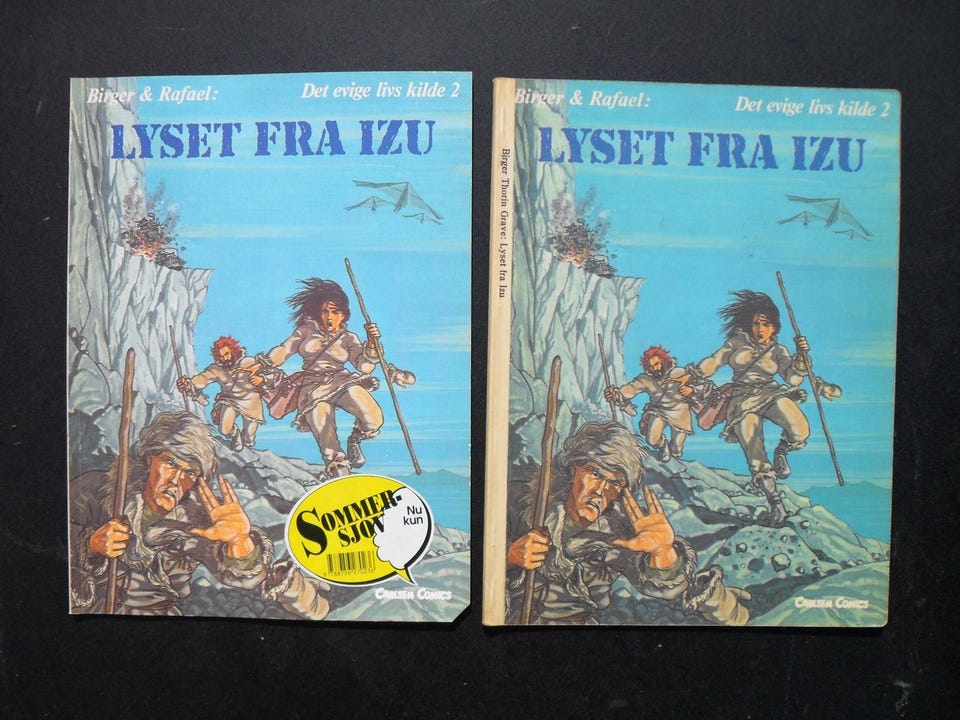 Birger & Rafael:
Det evige livs kilde 2
LYSET FRA IZU
SOMMER-
SJOV
Nu
kun
CARLSEN COMICS
Birger Thorin Grave: Lyset fra Izu
Birger & Rafael:
Det evige livs kilde 2
LYSET FRA IZU
CARLSEN COMICS